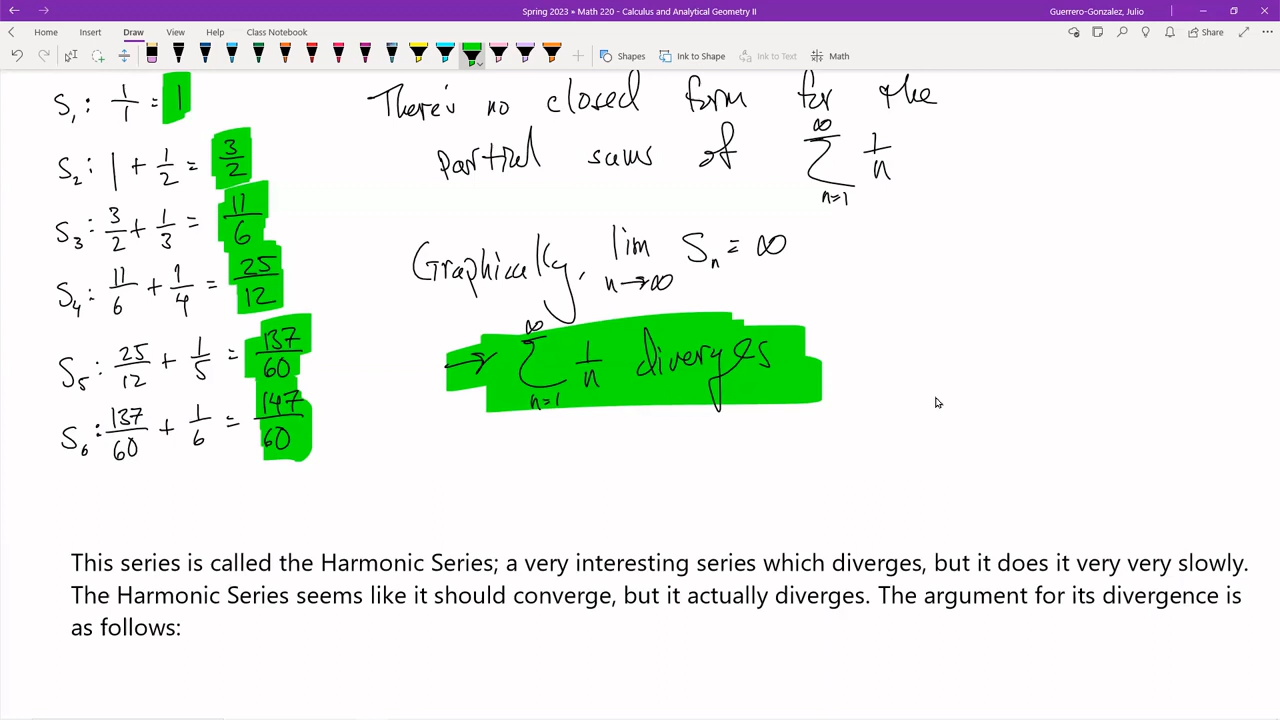 Spring 2023 » Math 220 - Calculus and Analytical Geometry II
Guerrero-Gonzalez, Julio
Home Insert Draw View Help Class Notebook
Share
Shapes Ink to Shape Ink to Text Math
S₁: 1/1 = 1
S₂: 1 + 1/2 = 3/2
S₃: 3/2 + 1/3 = 11/6
S₄: 11/6 + 1/4 = 25/12
S₅: 25/12 + 1/5 = 137/60
S₆: 137/60 + 1/6 = 147/60
There's no closed form for the
partial sums of ∑_{n=1}^{∞} 1/n
Graphically, lim_{n→∞} Sₙ = ∞
→ ∑_{n=1}^{∞} 1/n diverges
This series is called the Harmonic Series; a very interesting series which diverges, but it does it very very slowly.
The Harmonic Series seems like it should converge, but it actually diverges. The argument for its divergence is
as follows: